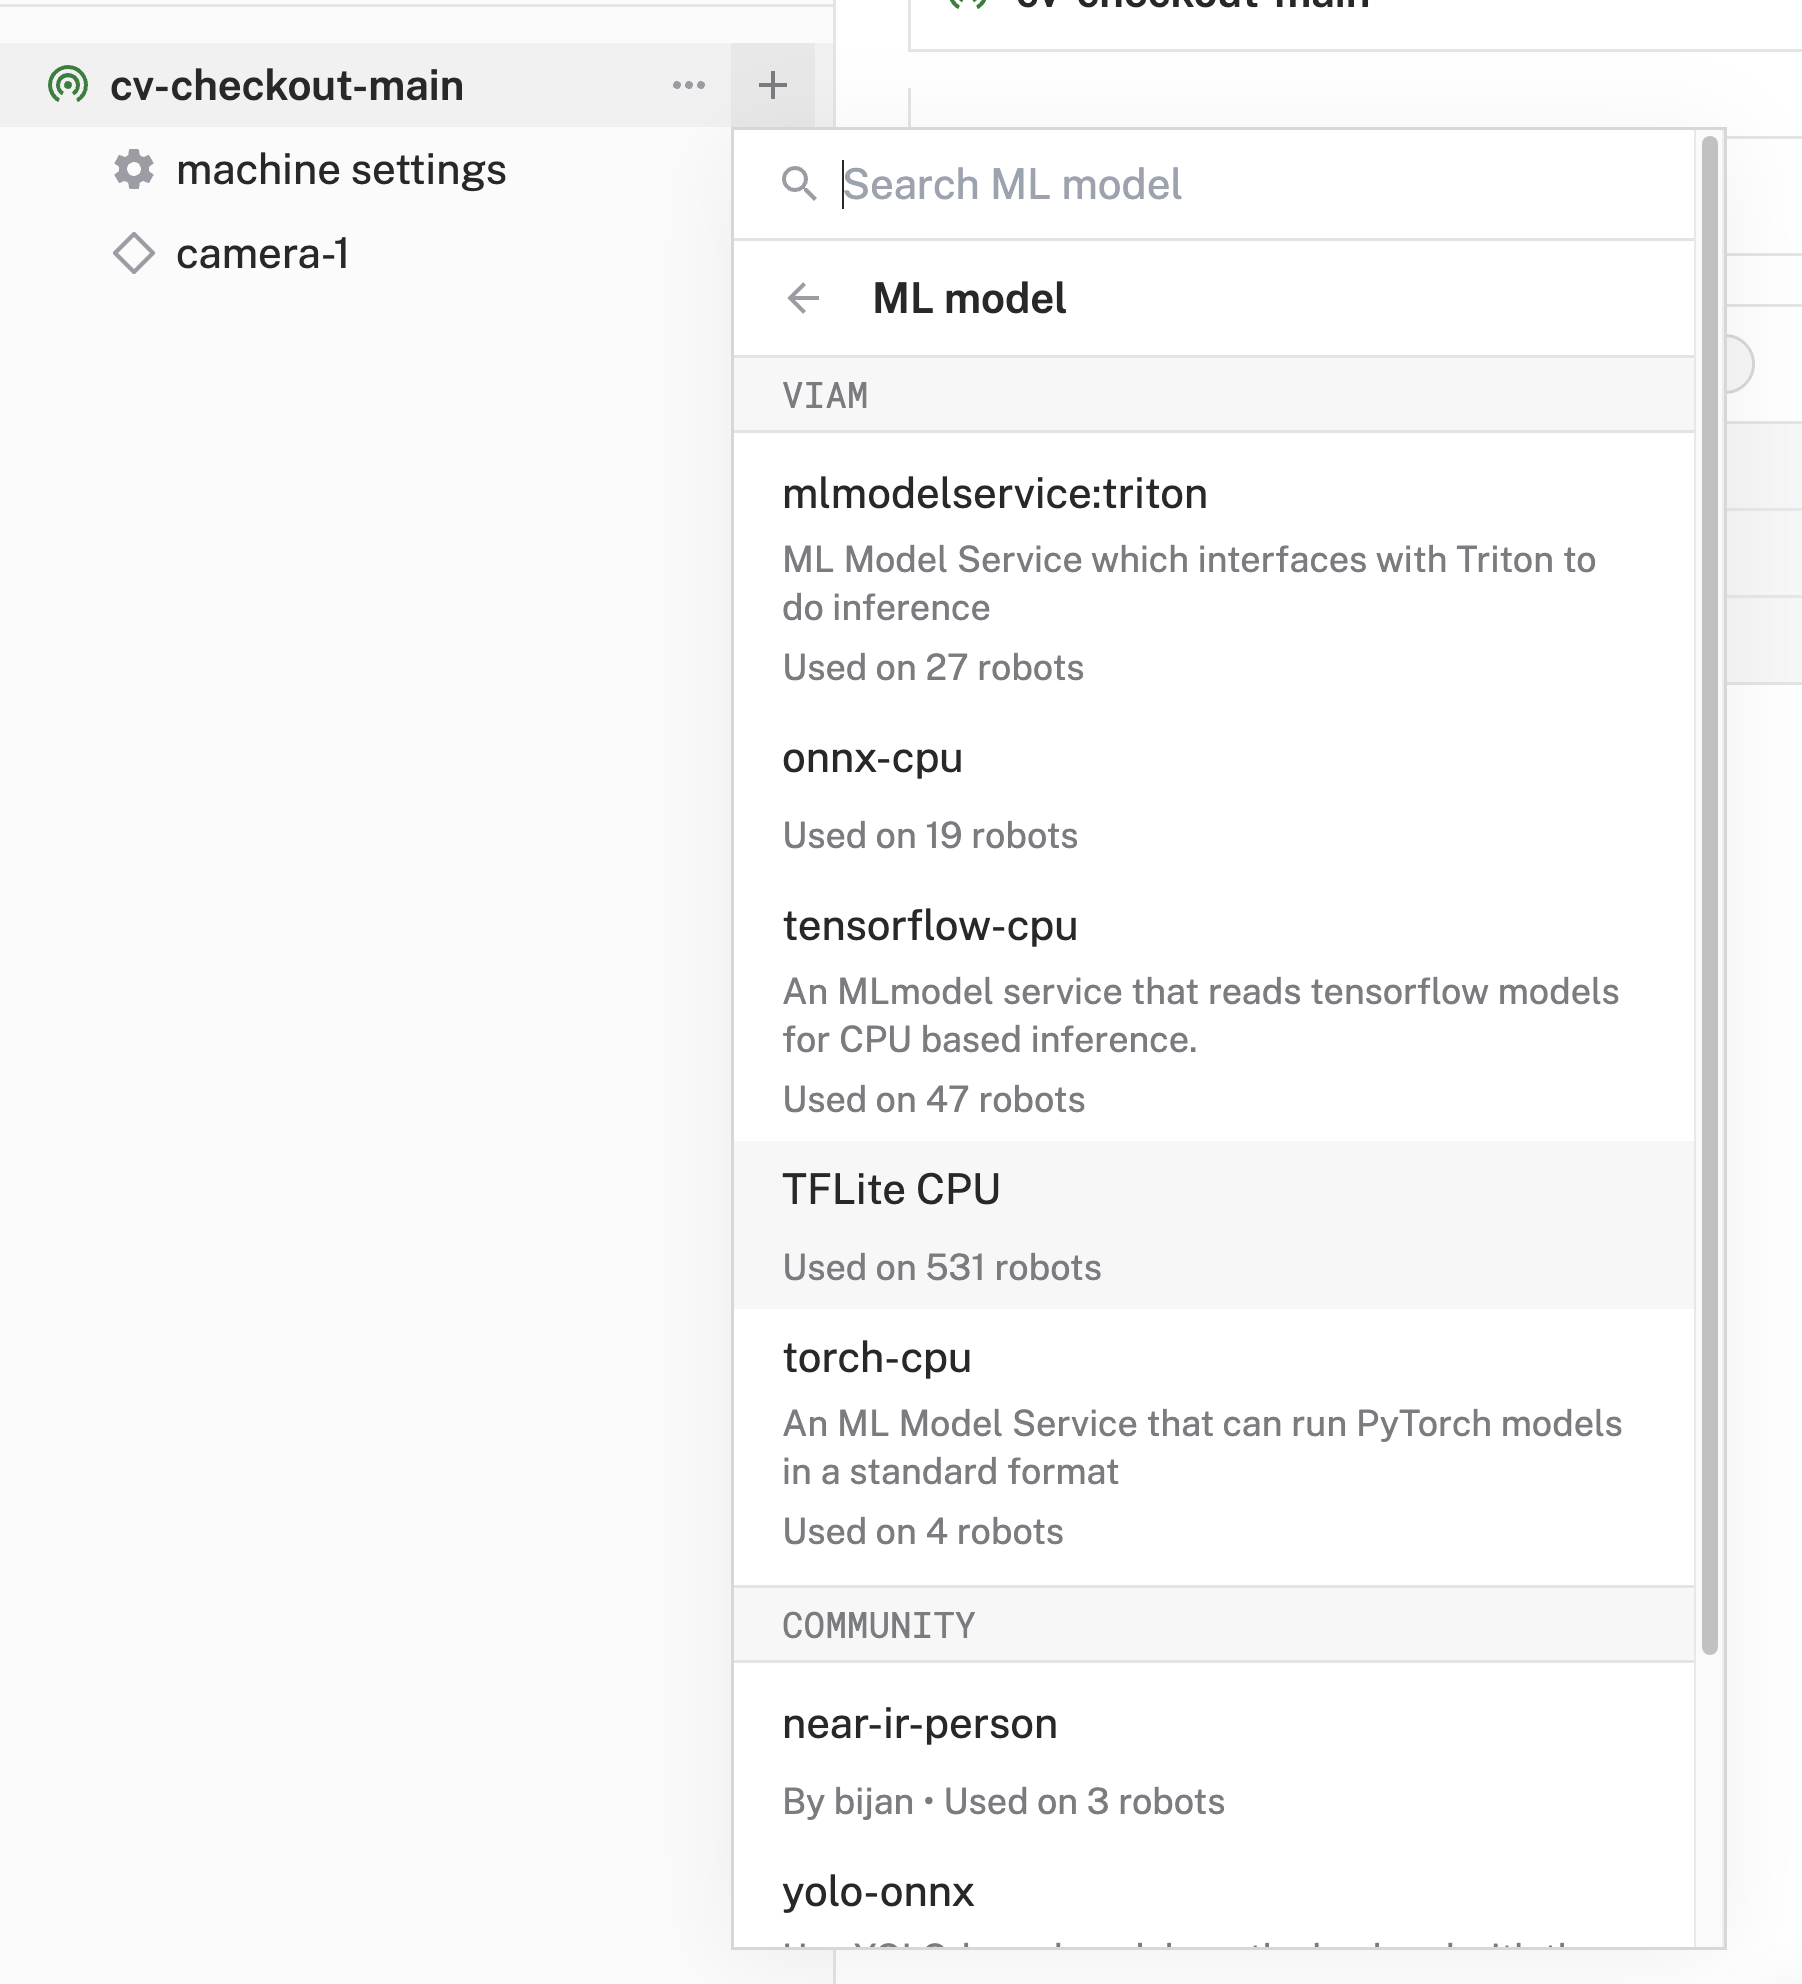 cv-checkout-main
cv-checkout-main
machine settings
camera-1
Search ML model
ML model
VIAM
mlmodelservice:triton
ML Model Service which interfaces with Triton to
do inference
Used on 27 robots
onnx-cpu
Used on 19 robots
tensorflow-cpu
An MLmodel service that reads tensorflow models
for CPU based inference.
Used on 47 robots
TFLite CPU
Used on 531 robots
torch-cpu
An ML Model Service that can run PyTorch models
in a standard format
Used on 4 robots
COMMUNITY
near-ir-person
By bijan • Used on 3 robots
yolo-onnx